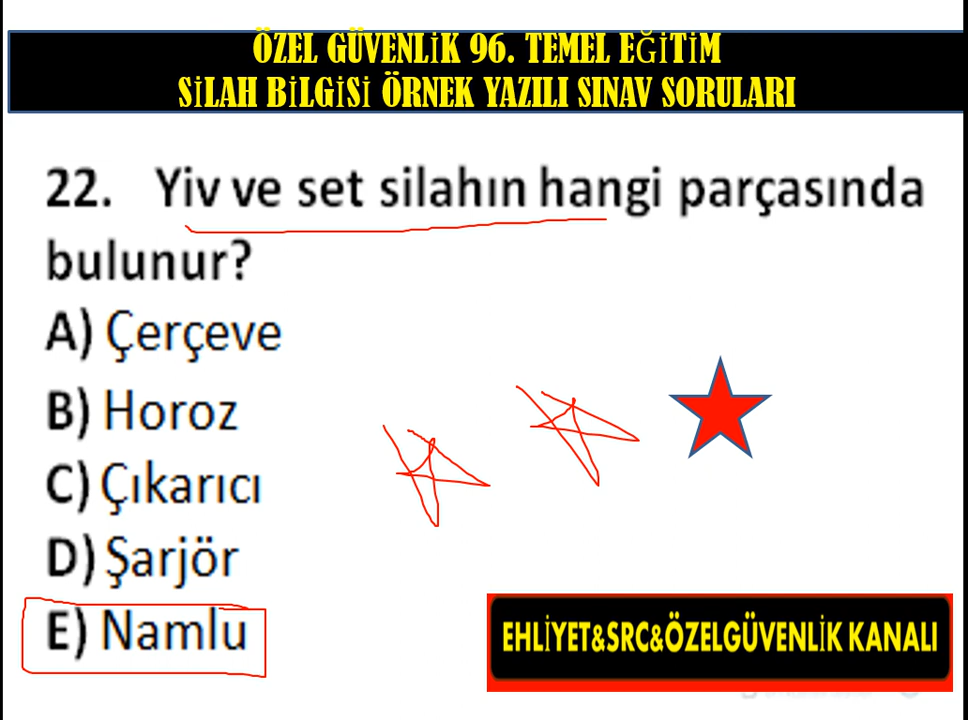 ÖZEL GÜVENLİK 96. TEMEL EĞİTİM
SİLAH BİLGİSİ ÖRNEK YAZILI SINAV SORULARI
22. Yiv ve set silahın hangi parçasında
bulunur?
A) Çerçeve
B) Horoz
C) Çıkarıcı
D) Şarjör
E) Namlu
EHLİYET&SRC&ÖZELGÜVENLİK KANALI